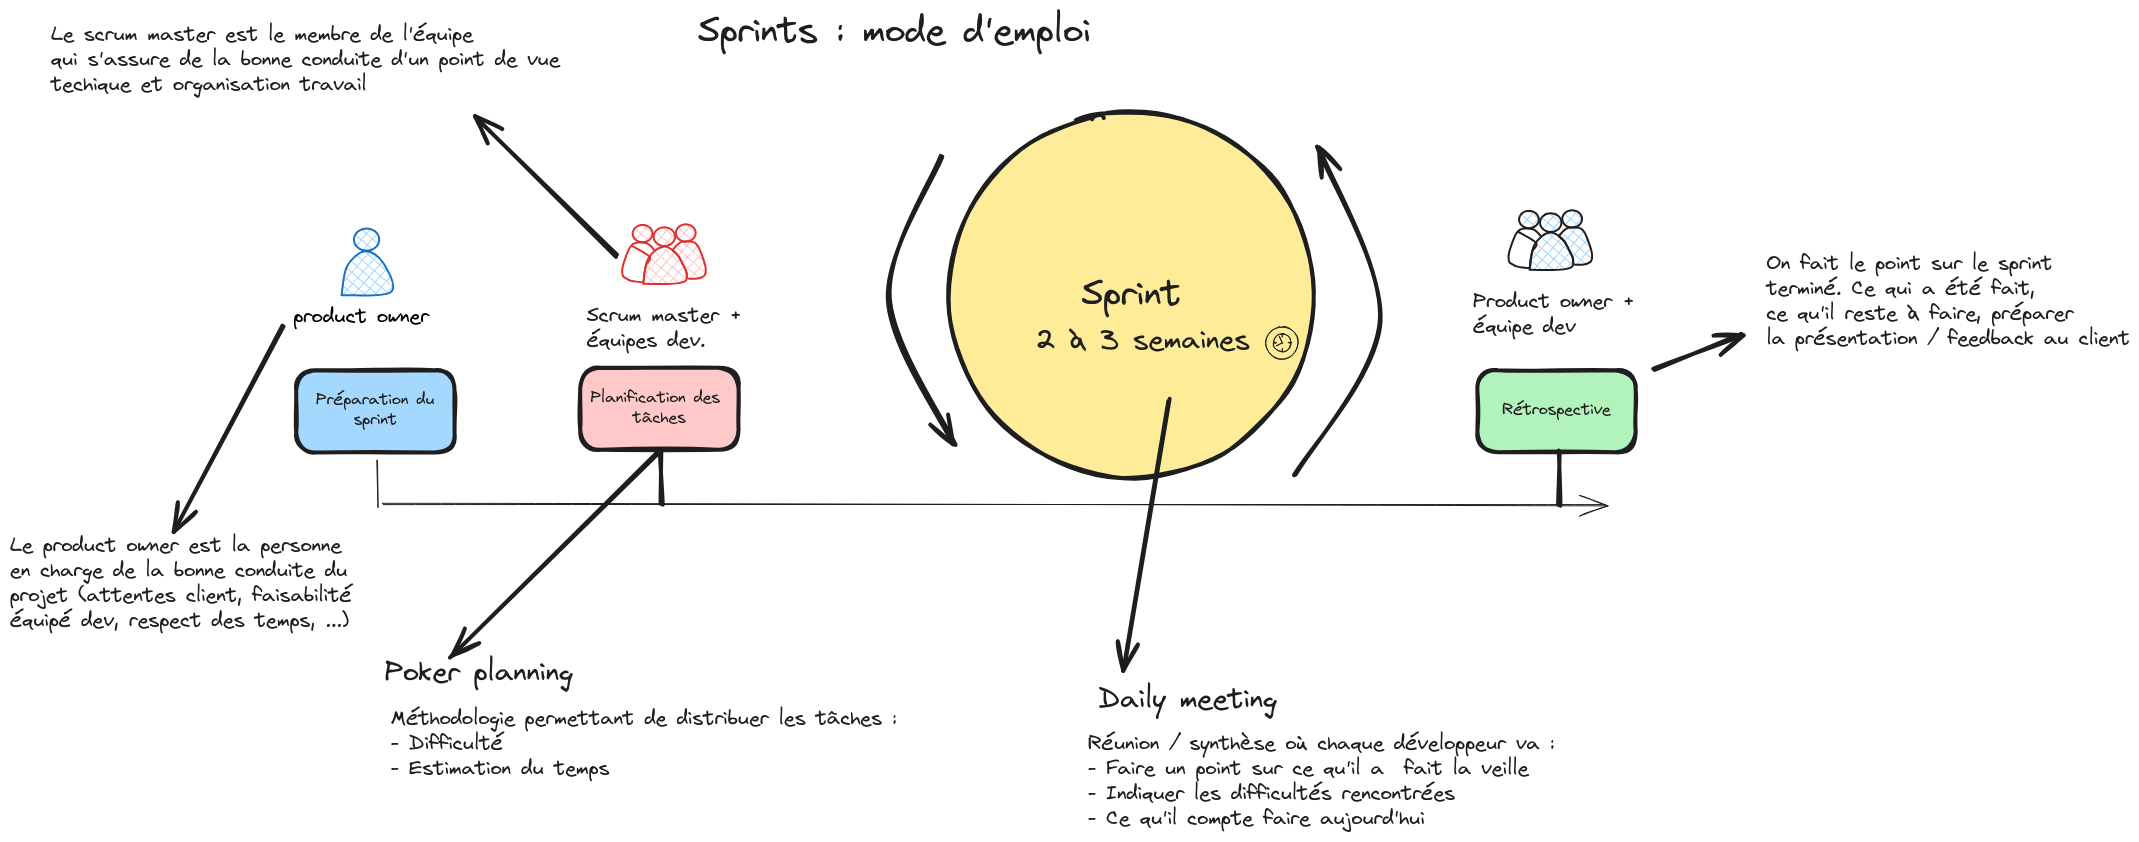 Sprints : mode d'emploi
Le scrum master est le membre de l'équipe
qui s'assure de la bonne conduite d'un point de vue
techique et organisation travail
product owner
Préparation du
sprint
Le product owner est la personne
en charge de la bonne conduite du
projet (attentes client, faisabilité
équipé dev, respect des temps, ...)
Scrum master +
équipes dev.
Planification des
tâches
Poker planning
Méthodologie permettant de distribuer les tâches :
- Difficulté
- Estimation du temps
Sprint
2 à 3 semaines
Daily meeting
Réunion / synthèse où chaque développeur va :
- Faire un point sur ce qu'il a fait la veille
- Indiquer les difficultés rencontrées
- Ce qu'il compte faire aujourd'hui
Product owner +
équipe dev
Rétrospective
On fait le point sur le sprint
terminé. Ce qui a été fait,
ce qu'il reste à faire, préparer
la présentation / feedback au client